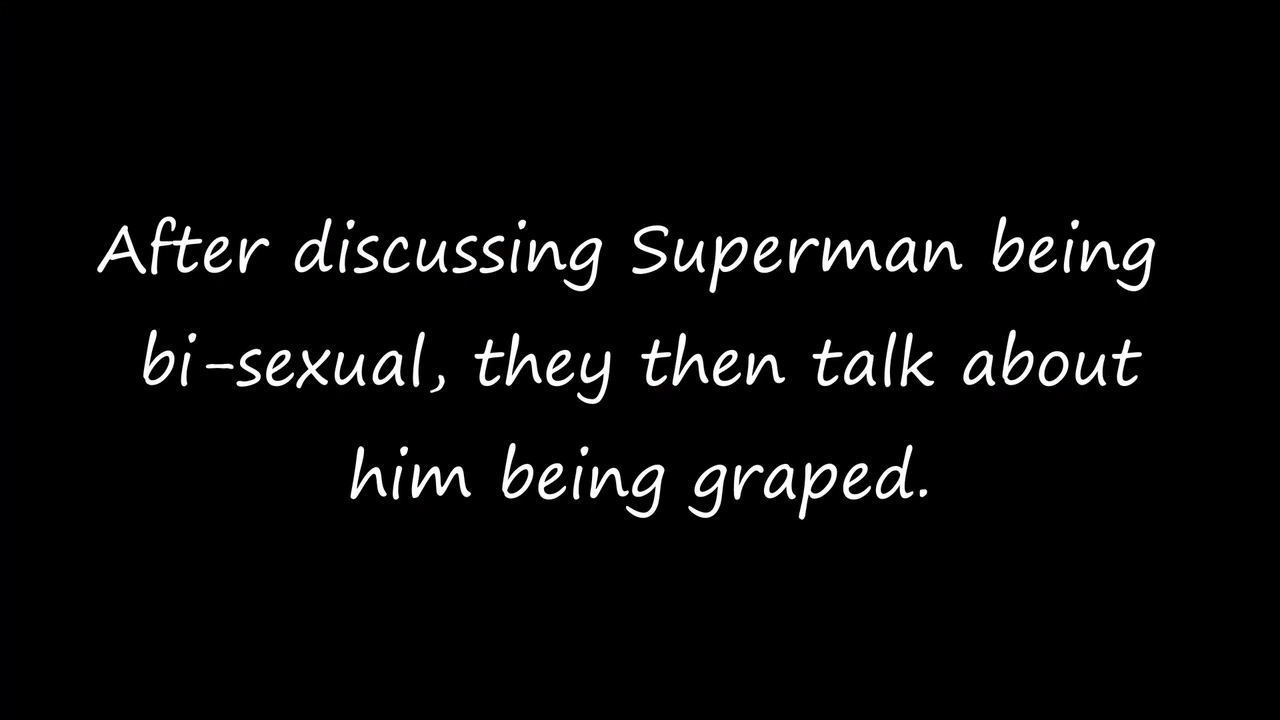 After discussing Superman being
bi-sexual, they then talk about
him being graped.